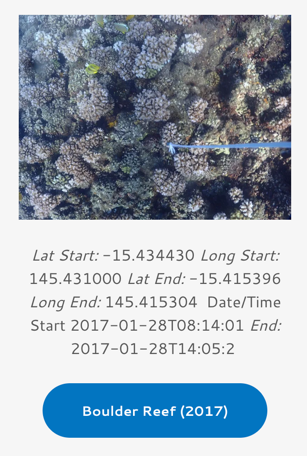 Lat Start: -15.434430 Long Start:
145.431000 Lat End: -15.415396
Long End: 145.415304 Date/Time
Start 2017-01-28T08:14:01 End:
2017-01-28T14:05:2
Boulder Reef (2017)